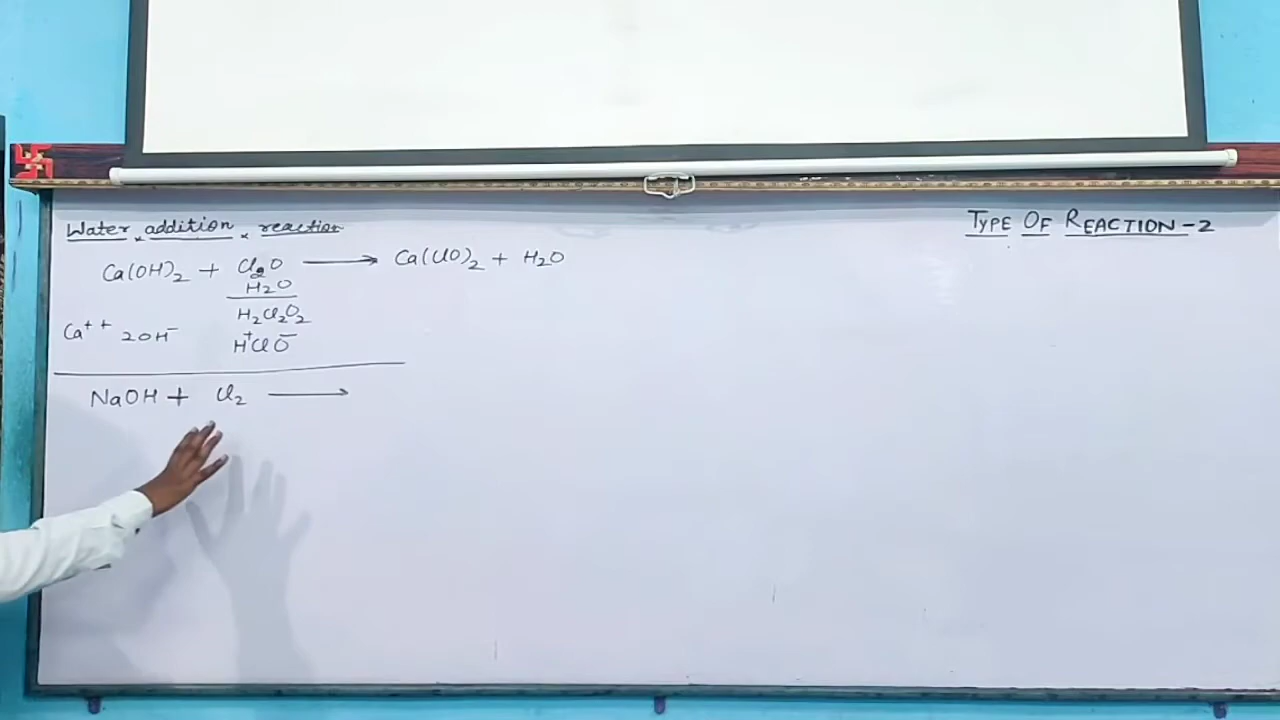 Water addition reaction
TYPE OF REACTION-2
Ca(OH)₂ + Cl₂O ⟶ Ca(ClO)₂ + H₂O
H₂O
H₂Cl₂O₂
Ca⁺⁺ 2OH⁻ H⁺ClO⁻
NaOH + Cl₂ ⟶